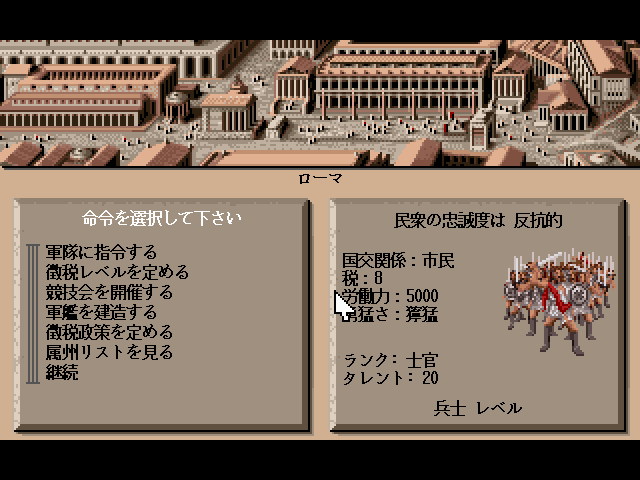 ローマ
命令を選択して下さい
軍隊に指令する
徴税レベルを定める
競技会を開催する
軍艦を建造する
徴税政策を定める
属州リストを見る
継続
民衆の忠誠度は 反抗的
国交関係：市民
税：8
労働力：5000
猛さ：獰猛
ランク：士官
タレント：20
兵士 レベル